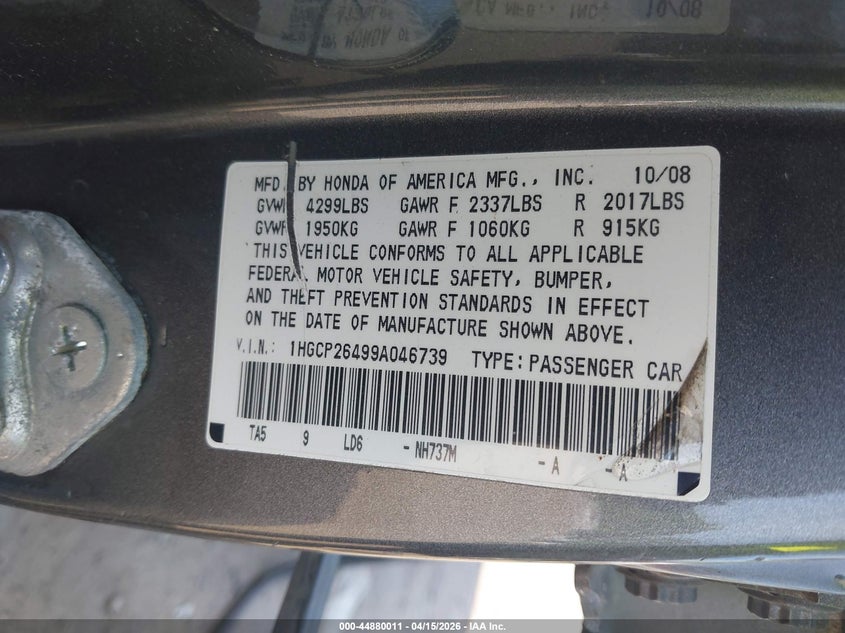 MFD. BY HONDA OF AMERICA MFG., INC. 10/08
GVWR 4299LBS GAWR F 2337LBS R 2017LBS
GVWR 1950KG GAWR F 1060KG R 915KG
THIS VEHICLE CONFORMS TO ALL APPLICABLE
FEDERAL MOTOR VEHICLE SAFETY, BUMPER,
AND THEFT PREVENTION STANDARDS IN EFFECT
ON THE DATE OF MANUFACTURE SHOWN ABOVE.
V.I.N.: 1HGCP26499A046739 TYPE: PASSENGER CAR
TA5 9 LD6 - NH737M - A - A
000-44880011 - 04/15/2026 - IAA Inc.